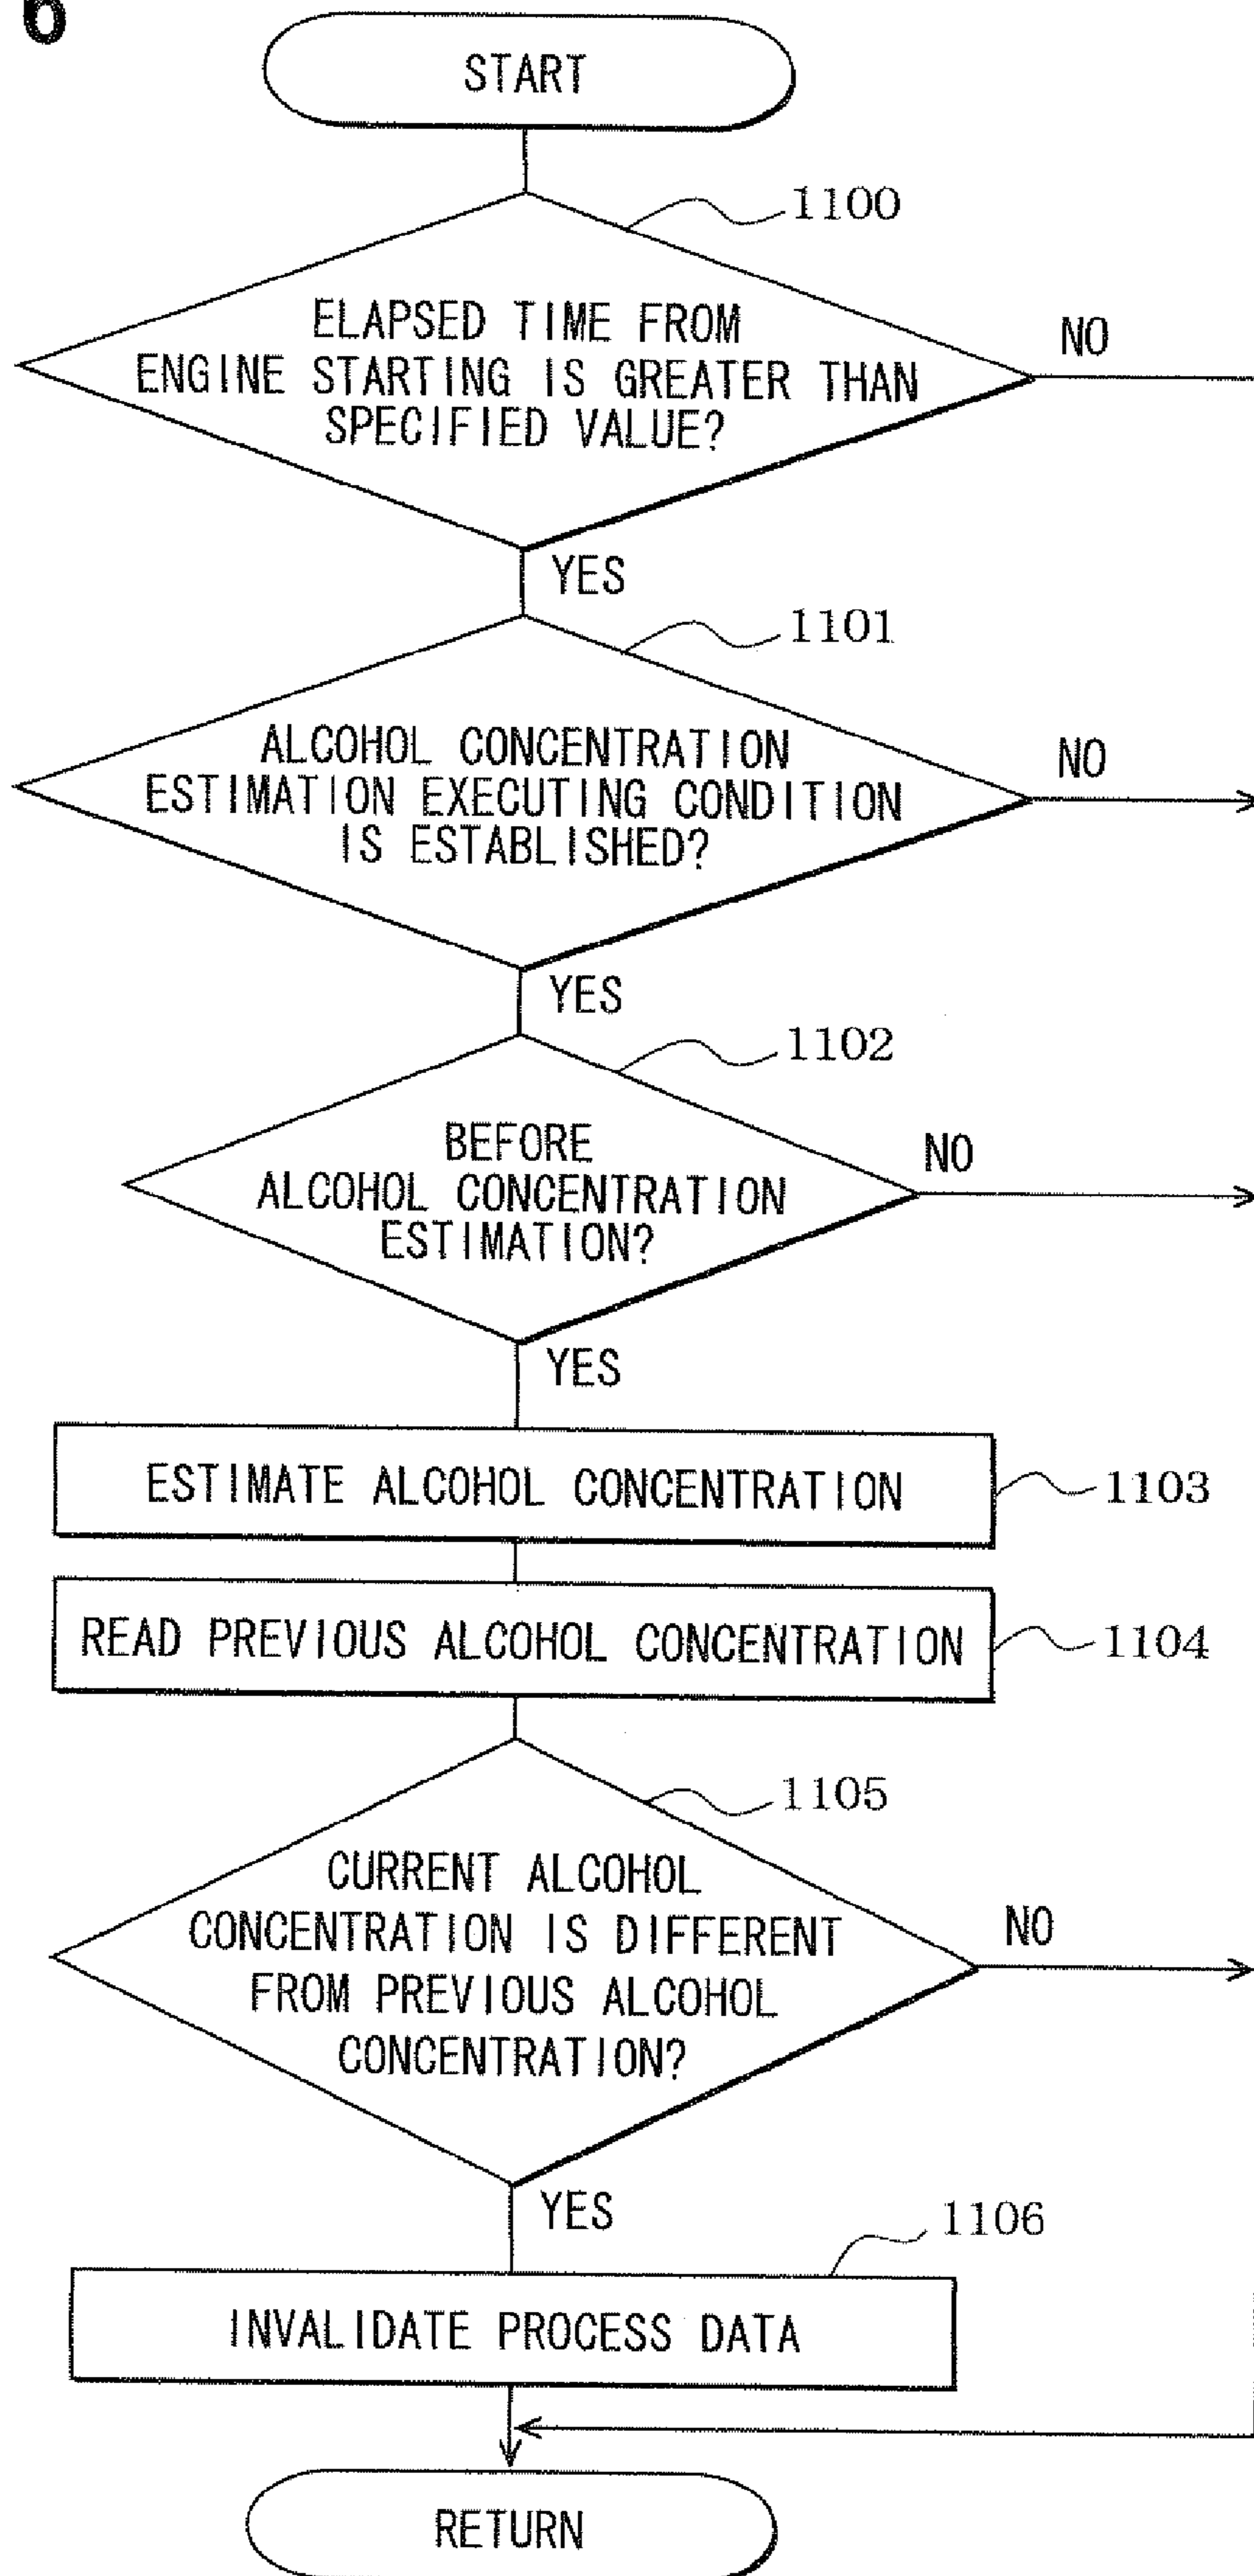 6
START
1100
ELAPSED TIME FROM
ENGINE STARTING IS GREATER THAN
SPECIFIED VALUE?
NO
YES
1101
ALCOHOL CONCENTRATION
ESTIMATION EXECUTING CONDITION
IS ESTABLISHED?
NO
YES
1102
BEFORE
ALCOHOL CONCENTRATION
ESTIMATION?
NO
YES
ESTIMATE ALCOHOL CONCENTRATION
1103
READ PREVIOUS ALCOHOL CONCENTRATION
1104
1105
CURRENT ALCOHOL
CONCENTRATION IS DIFFERENT
FROM PREVIOUS ALCOHOL
CONCENTRATION?
NO
YES
1106
INVALIDATE PROCESS DATA
RETURN